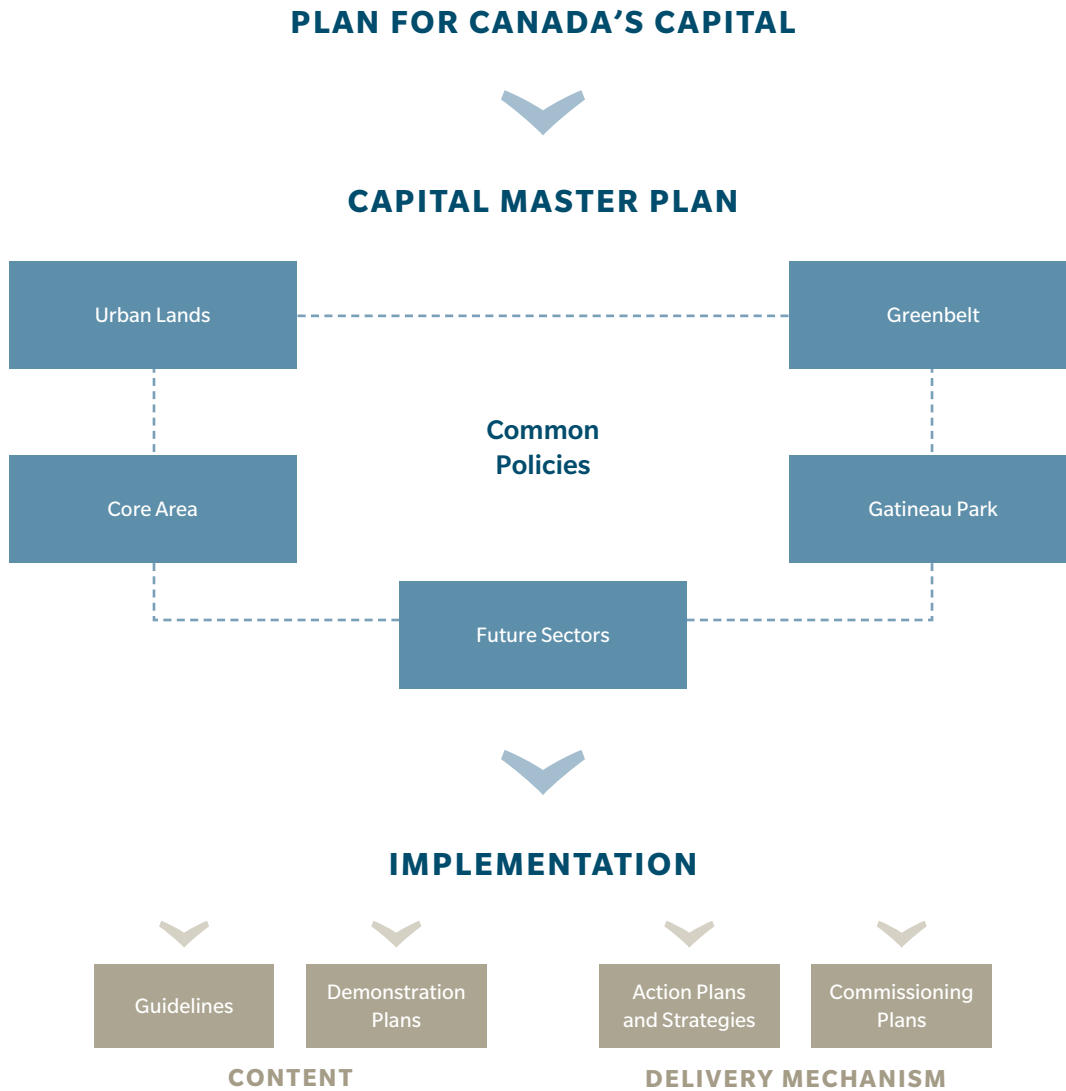 PLAN FOR CANADA’S CAPITAL
CAPITAL MASTER PLAN
Urban Lands
Greenbelt
Common
Policies
Core Area
Gatineau Park
Future Sectors
IMPLEMENTATION
Guidelines
Demonstration
Plans
Action Plans
and Strategies
Commissioning
Plans
CONTENT
DELIVERY MECHANISM